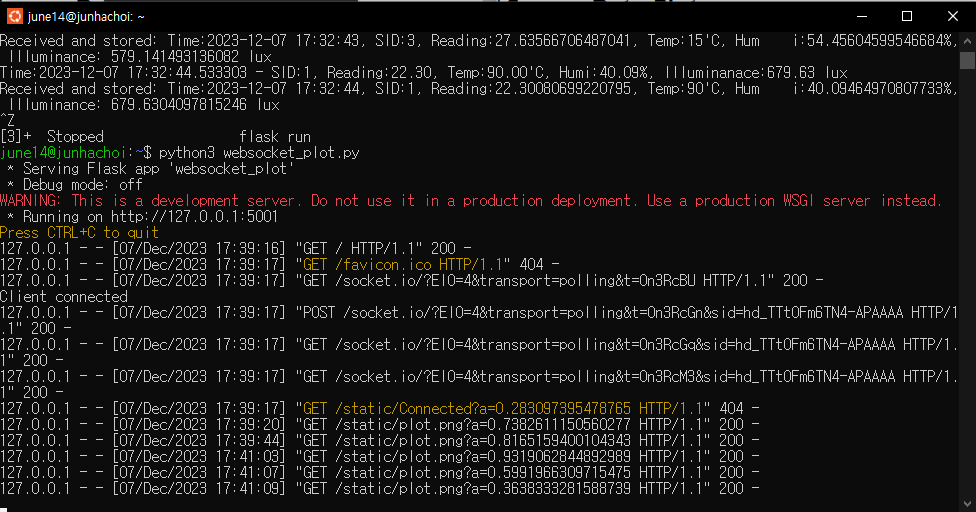 june14@junhachoi: ~
Received and stored: Time:2023-12-07 17:32:43, SID:3, Reading:27.63566706487041, Temp:15'C, Hum    i:54.45604599546684%,
 Illuminance: 579.141493136082 lux
Time:2023-12-07 17:32:44.533303 - SID:1, Reading:22.30, Temp:90.00'C, Humi:40.09%, Illluminanace:679.63 lux
Received and stored: Time:2023-12-07 17:32:44, SID:1, Reading:22.30080699220795, Temp:90'C, Hum    i:40.09464970807733%,
 Illuminance: 679.6304097815246 lux
^Z
[3]+  Stopped                 flask run
june14@junhachoi:~$ python3 websocket_plot.py
 * Serving Flask app 'websocket_plot'
 * Debug mode: off
WARNING: This is a development server. Do not use it in a production deployment. Use a production WSGI server instead.
 * Running on http://127.0.0.1:5001
Press CTRL+C to quit
127.0.0.1 - - [07/Dec/2023 17:39:16] "GET / HTTP/1.1" 200 -
127.0.0.1 - - [07/Dec/2023 17:39:17] "GET /favicon.ico HTTP/1.1" 404 -
127.0.0.1 - - [07/Dec/2023 17:39:17] "GET /socket.io/?EIO=4&transport=polling&t=On3RcBU HTTP/1.1" 200 -
Client connected
127.0.0.1 - - [07/Dec/2023 17:39:17] "POST /socket.io/?EIO=4&transport=polling&t=On3RcGn&sid=hd_TTtOFm6TN4-APAAAA HTTP/1
.1" 200 -
127.0.0.1 - - [07/Dec/2023 17:39:17] "GET /socket.io/?EIO=4&transport=polling&t=On3RcGq&sid=hd_TTtOFm6TN4-APAAAA HTTP/1.
1" 200 -
127.0.0.1 - - [07/Dec/2023 17:39:17] "GET /socket.io/?EIO=4&transport=polling&t=On3RcM3&sid=hd_TTtOFm6TN4-APAAAA HTTP/1.
1" 200 -
127.0.0.1 - - [07/Dec/2023 17:39:17] "GET /static/Connected?a=0.283097395478765 HTTP/1.1" 404 -
127.0.0.1 - - [07/Dec/2023 17:39:20] "GET /static/plot.png?a=0.7382611150560277 HTTP/1.1" 200 -
127.0.0.1 - - [07/Dec/2023 17:39:44] "GET /static/plot.png?a=0.8165159400104343 HTTP/1.1" 200 -
127.0.0.1 - - [07/Dec/2023 17:41:03] "GET /static/plot.png?a=0.9319062844892989 HTTP/1.1" 200 -
127.0.0.1 - - [07/Dec/2023 17:41:07] "GET /static/plot.png?a=0.5991966309715475 HTTP/1.1" 200 -
127.0.0.1 - - [07/Dec/2023 17:41:09] "GET /static/plot.png?a=0.3638333281588739 HTTP/1.1" 200 -